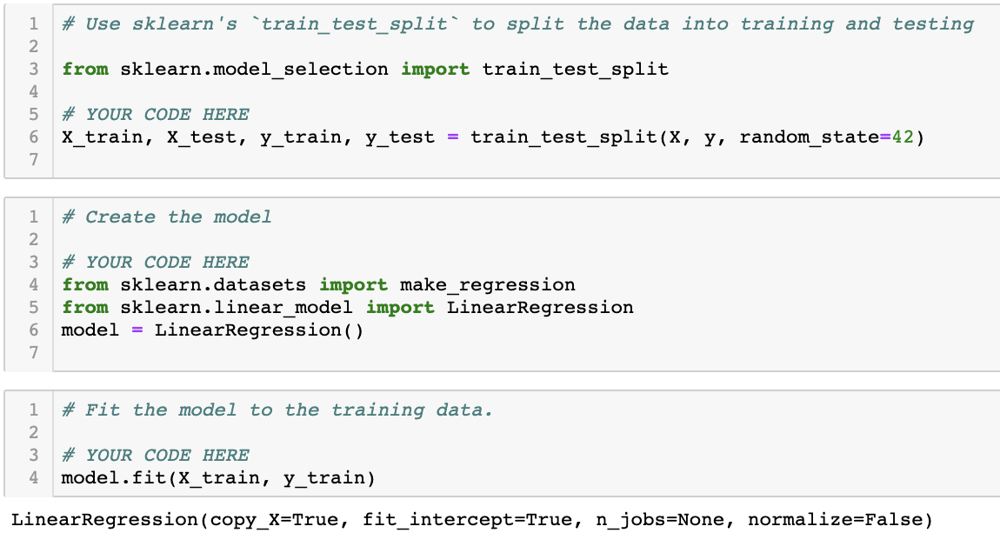 1 # Use sklearn's `train_test_split` to split the data into training and testing
2
3 from sklearn.model_selection import train_test_split
4
5 # YOUR CODE HERE
6 X_train, X_test, y_train, y_test = train_test_split(X, y, random_state=42)
7
1 # Create the model
2
3 # YOUR CODE HERE
4 from sklearn.datasets import make_regression
5 from sklearn.linear_model import LinearRegression
6 model = LinearRegression()
7
1 # Fit the model to the training data.
2
3 # YOUR CODE HERE
4 model.fit(X_train, y_train)
LinearRegression(copy_X=True, fit_intercept=True, n_jobs=None, normalize=False)